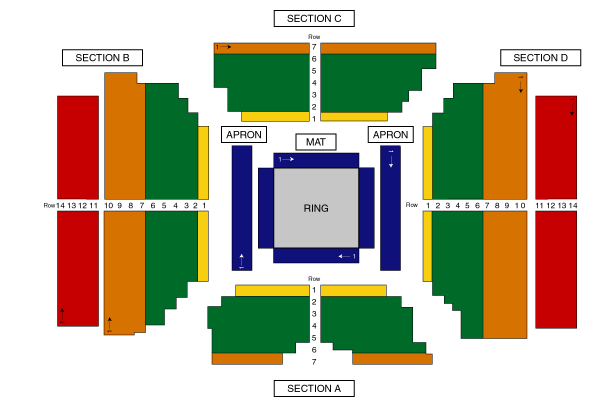 SECTION C
Row
SECTION B
SECTION D
1
7
6
5
4
3
2
1
APRON
MAT
APRON
1
1
RING
Row 14 13 12 11 10 9 8 7 6 5 4 3 2 1
Row 1 2 3 4 5 6 7 8 9 10 11 12 13 14
1
1
Row
1
2
3
4
5
6
7
SECTION A